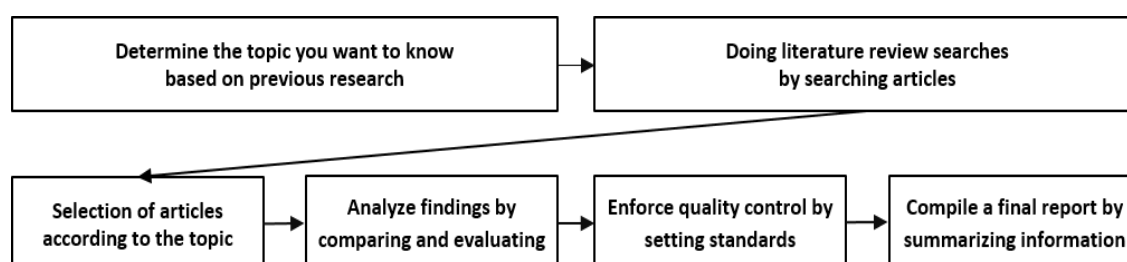 Determine the topic you want to know
based on previous research
Doing literature review searches
by searching articles
Selection of articles
according to the topic
Analyze findings by
comparing and evaluating
Enforce quality control by
setting standards
Compile a final report by
summarizing information